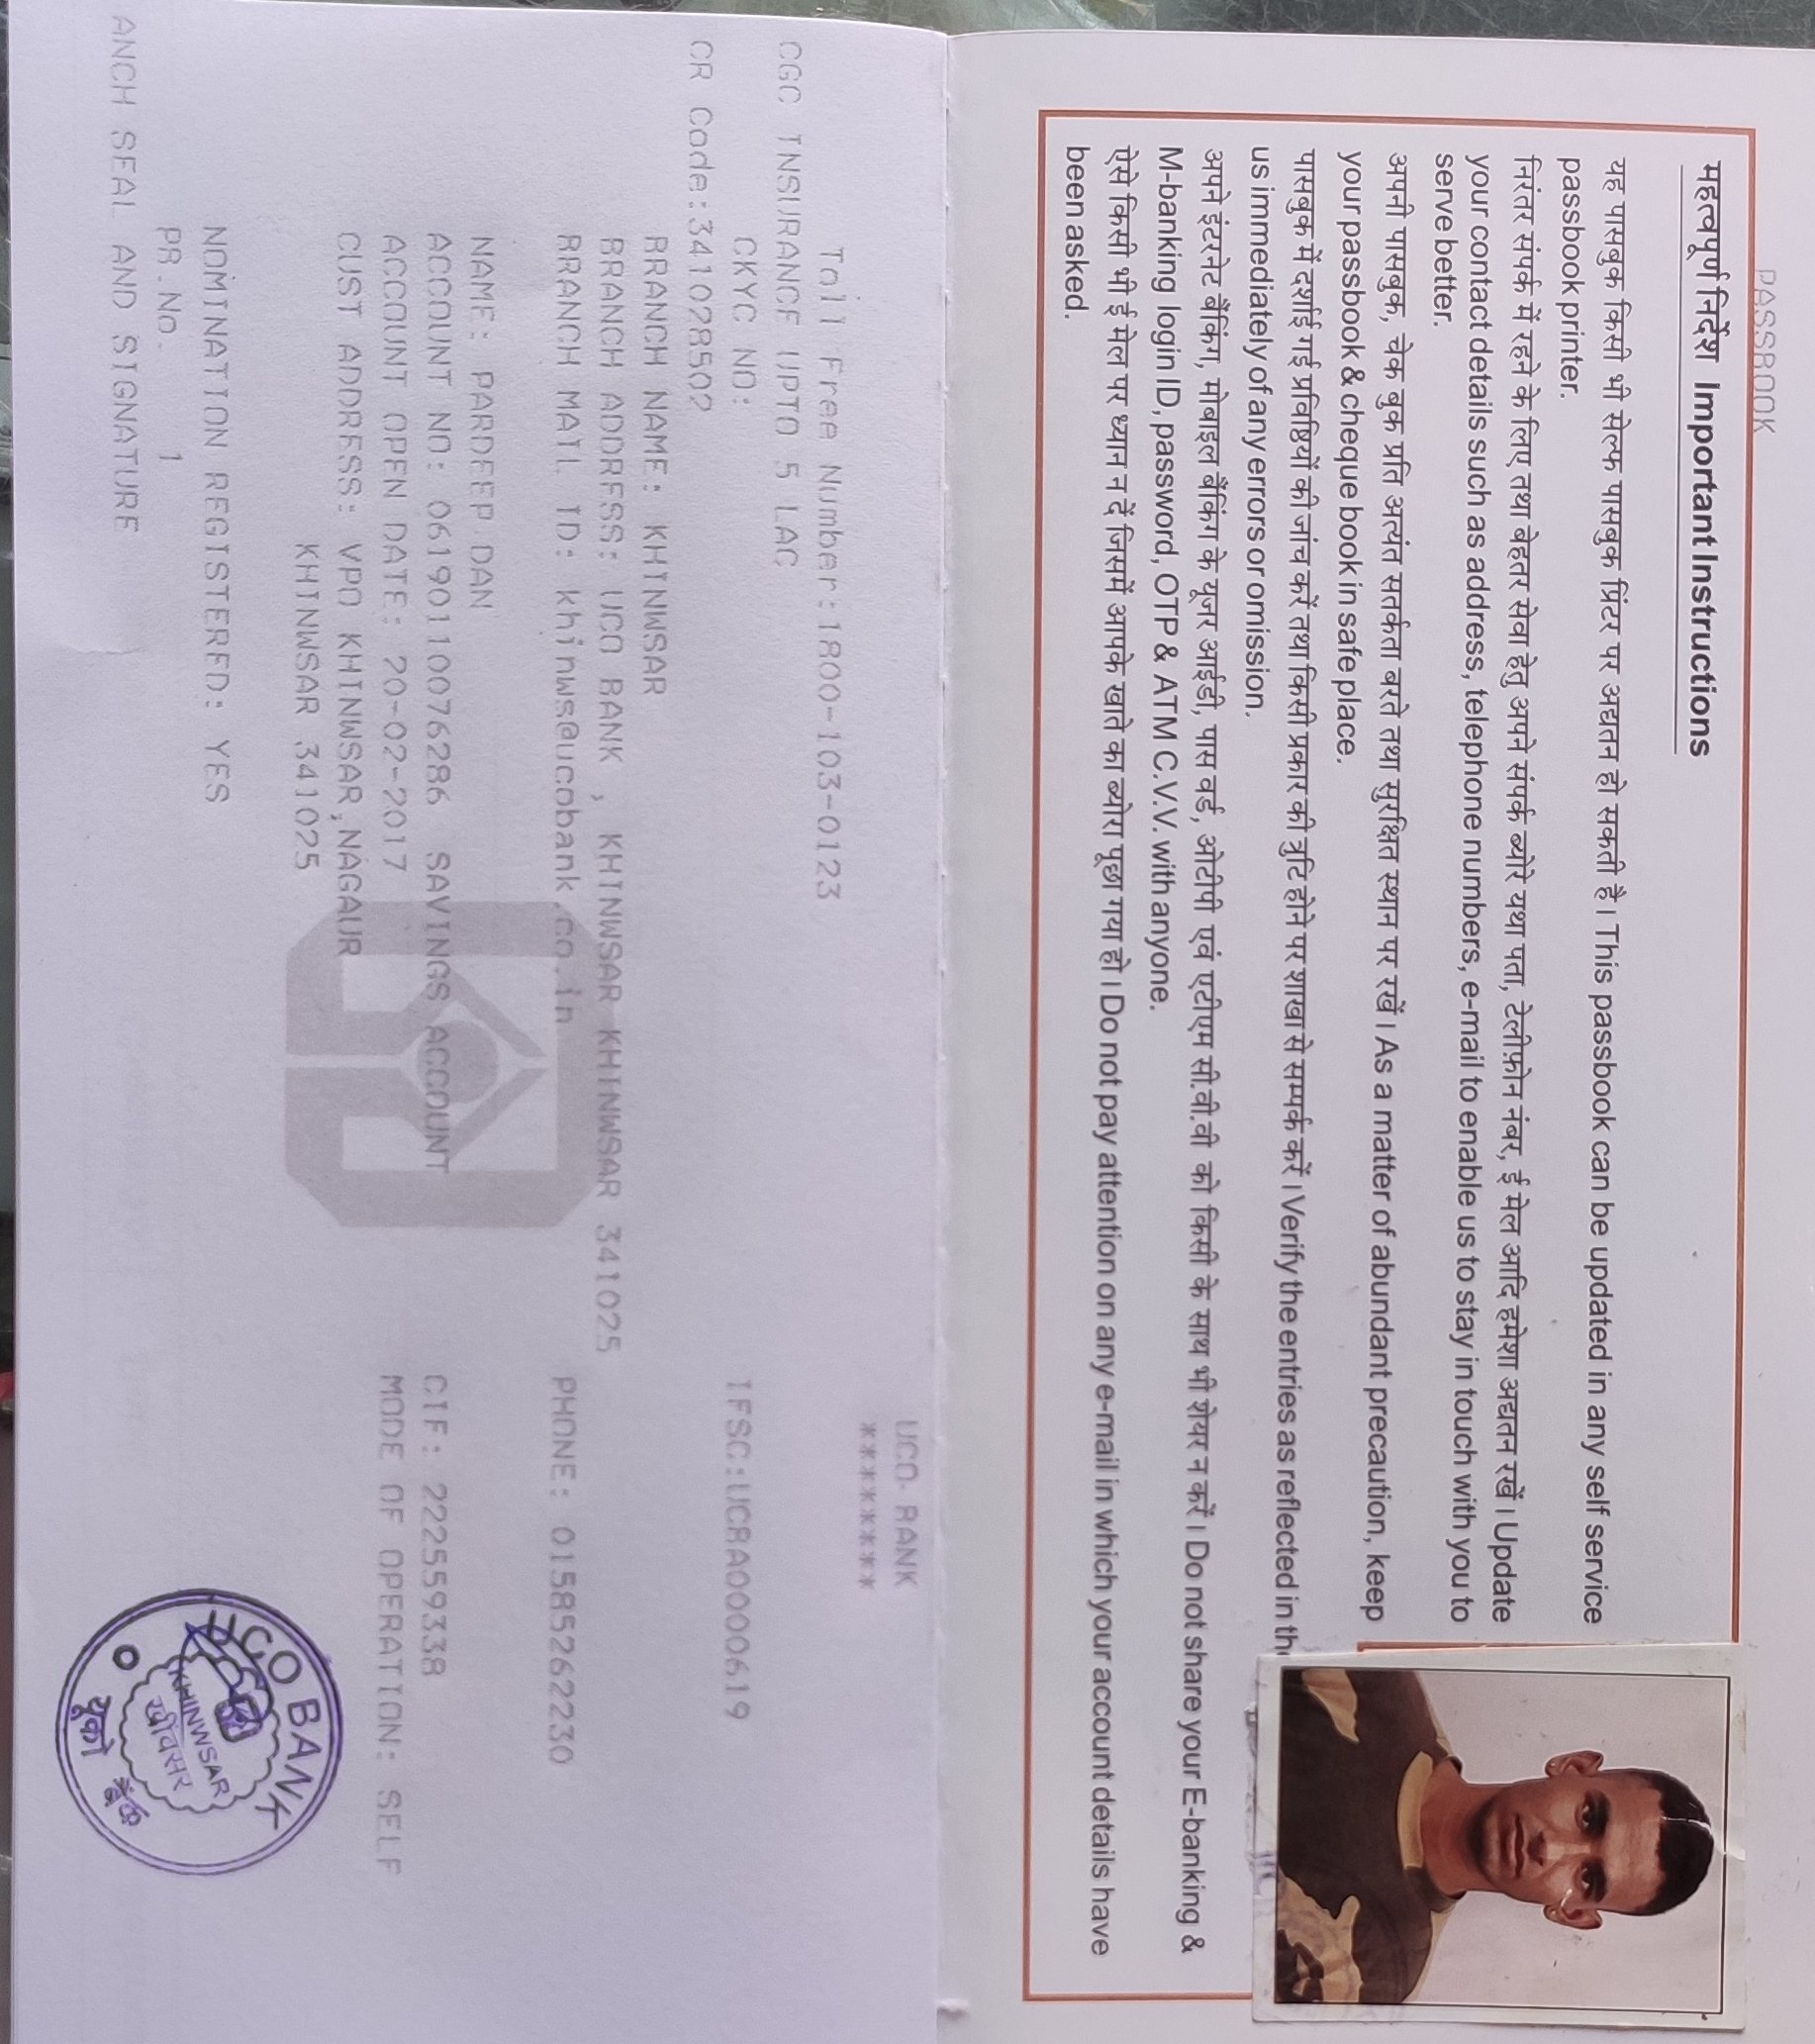 PASSBOOK
महत्वपूर्ण निर्देश Important Instructions
यह पासबुक किसी भी सेल्फ पासबुक प्रिंटर पर अद्यतन हो सकती है। This passbook can be updated in any self service
passbook printer.
निरंतर संपर्क में रहने के लिए तथा बेहतर सेवा हेतु अपने संपर्क ब्योरे यथा पता, टेलीफ़ोन नंबर, ई मेल आदि हमेशा अद्यतन रखें। Update
your contact details such as address, telephone numbers, e-mail to enable us to stay in touch with you to
serve better.
अपनी पासबुक, चेक बुक प्रति अत्यंत सतर्कता बरते तथा सुरक्षित स्थान पर रखें। As a matter of abundant precaution, keep
your passbook & cheque book in safe place.
पासबुक में दर्शाई गई प्रविष्ठियों की जांच करें तथा किसी प्रकार की त्रुटि होने पर शाखा से सम्पर्क करें। Verify the entries as reflected in the
us immediately of any errors or omission.
अपने इंटरनेट बैंकिंग, मोबाइल बैंकिंग के यूजर आईडी, पास वर्ड, ओटीपी एवं एटीएम सी.वी.वी को किसी के साथ भी शेयर न करें। Do not share your E-banking &
M-banking login ID, password, OTP & ATM C.V.V. with anyone.
ऐसे किसी भी ई मेल पर ध्यान न दें जिसमें आपके खाते का ब्योरा पूछा गया हो। Do not pay attention on any e-mail in which your account details have
been asked.
UCO BANK
********
Toll Free Number:1800-103-0123
CGC INSURANCE UPTO 5 LAC
CKYC NO: IFSC:UCBA0000619
CR Code:341028502
BRANCH NAME: KHINWSAR
BRANCH ADDRESS: UCO BANK , KHINWSAR KHINWSAR 341025
BRANCH MAIL ID: khinws@ucobank.co.in PHONE: 01585262230
NAME: PARDEEP DAN
ACCOUNT NO: 06190110076286 SAVINGS ACCOUNT CIF: 222559338
ACCOUNT OPEN DATE: 20-02-2017 MODE OF OPERATION: SELF
CUST ADDRESS: VPO KHINWSAR,NAGAUR
KHINWSAR 341025
NOMINATION REGISTERED: YES
PR.No. 1
ANCH SEAL AND SIGNATURE
UCO BANK
KHINWSAR
खींवसर
यूको बैंक